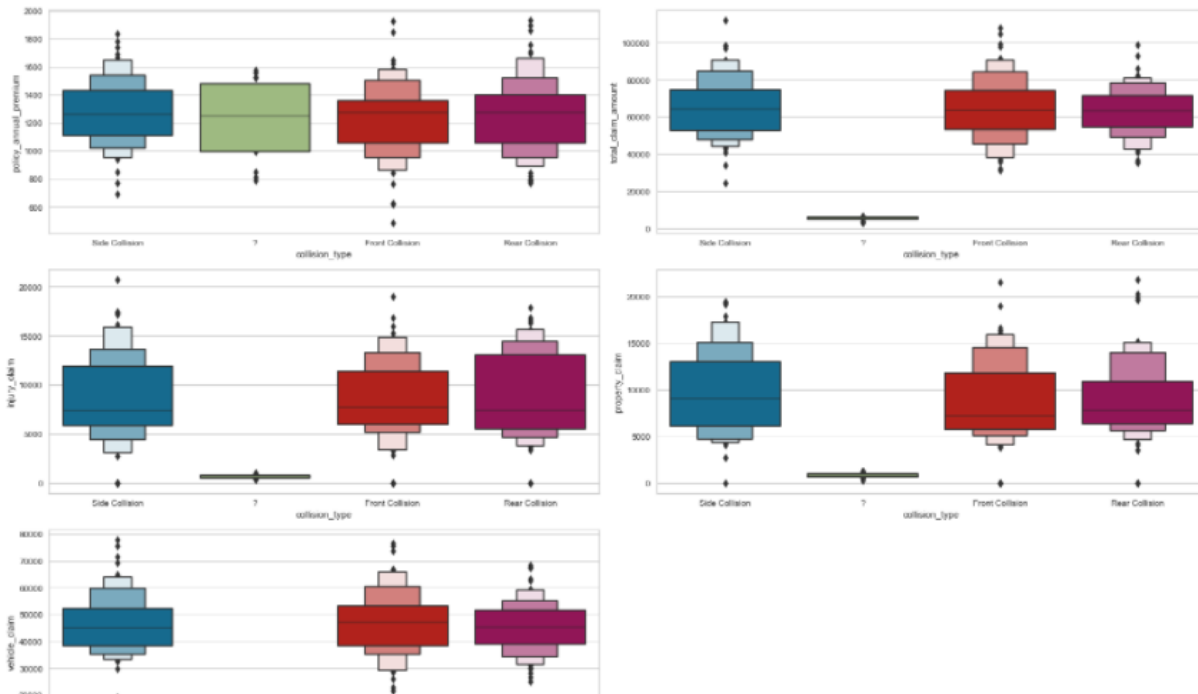 policy_annual_premium
2000
1800
1600
1400
1200
1000
800
600
Side Collision ? Front Collision Rear Collision
collision_type
total_claim_amount
100000
80000
60000
40000
20000
0
Side Collision ? Front Collision Rear Collision
collision_type
injury_claim
20000
15000
10000
5000
0
Side Collision ? Front Collision Rear Collision
collision_type
property_claim
20000
15000
10000
5000
0
Side Collision ? Front Collision Rear Collision
collision_type
vehicle_claim
80000
70000
60000
50000
40000
30000